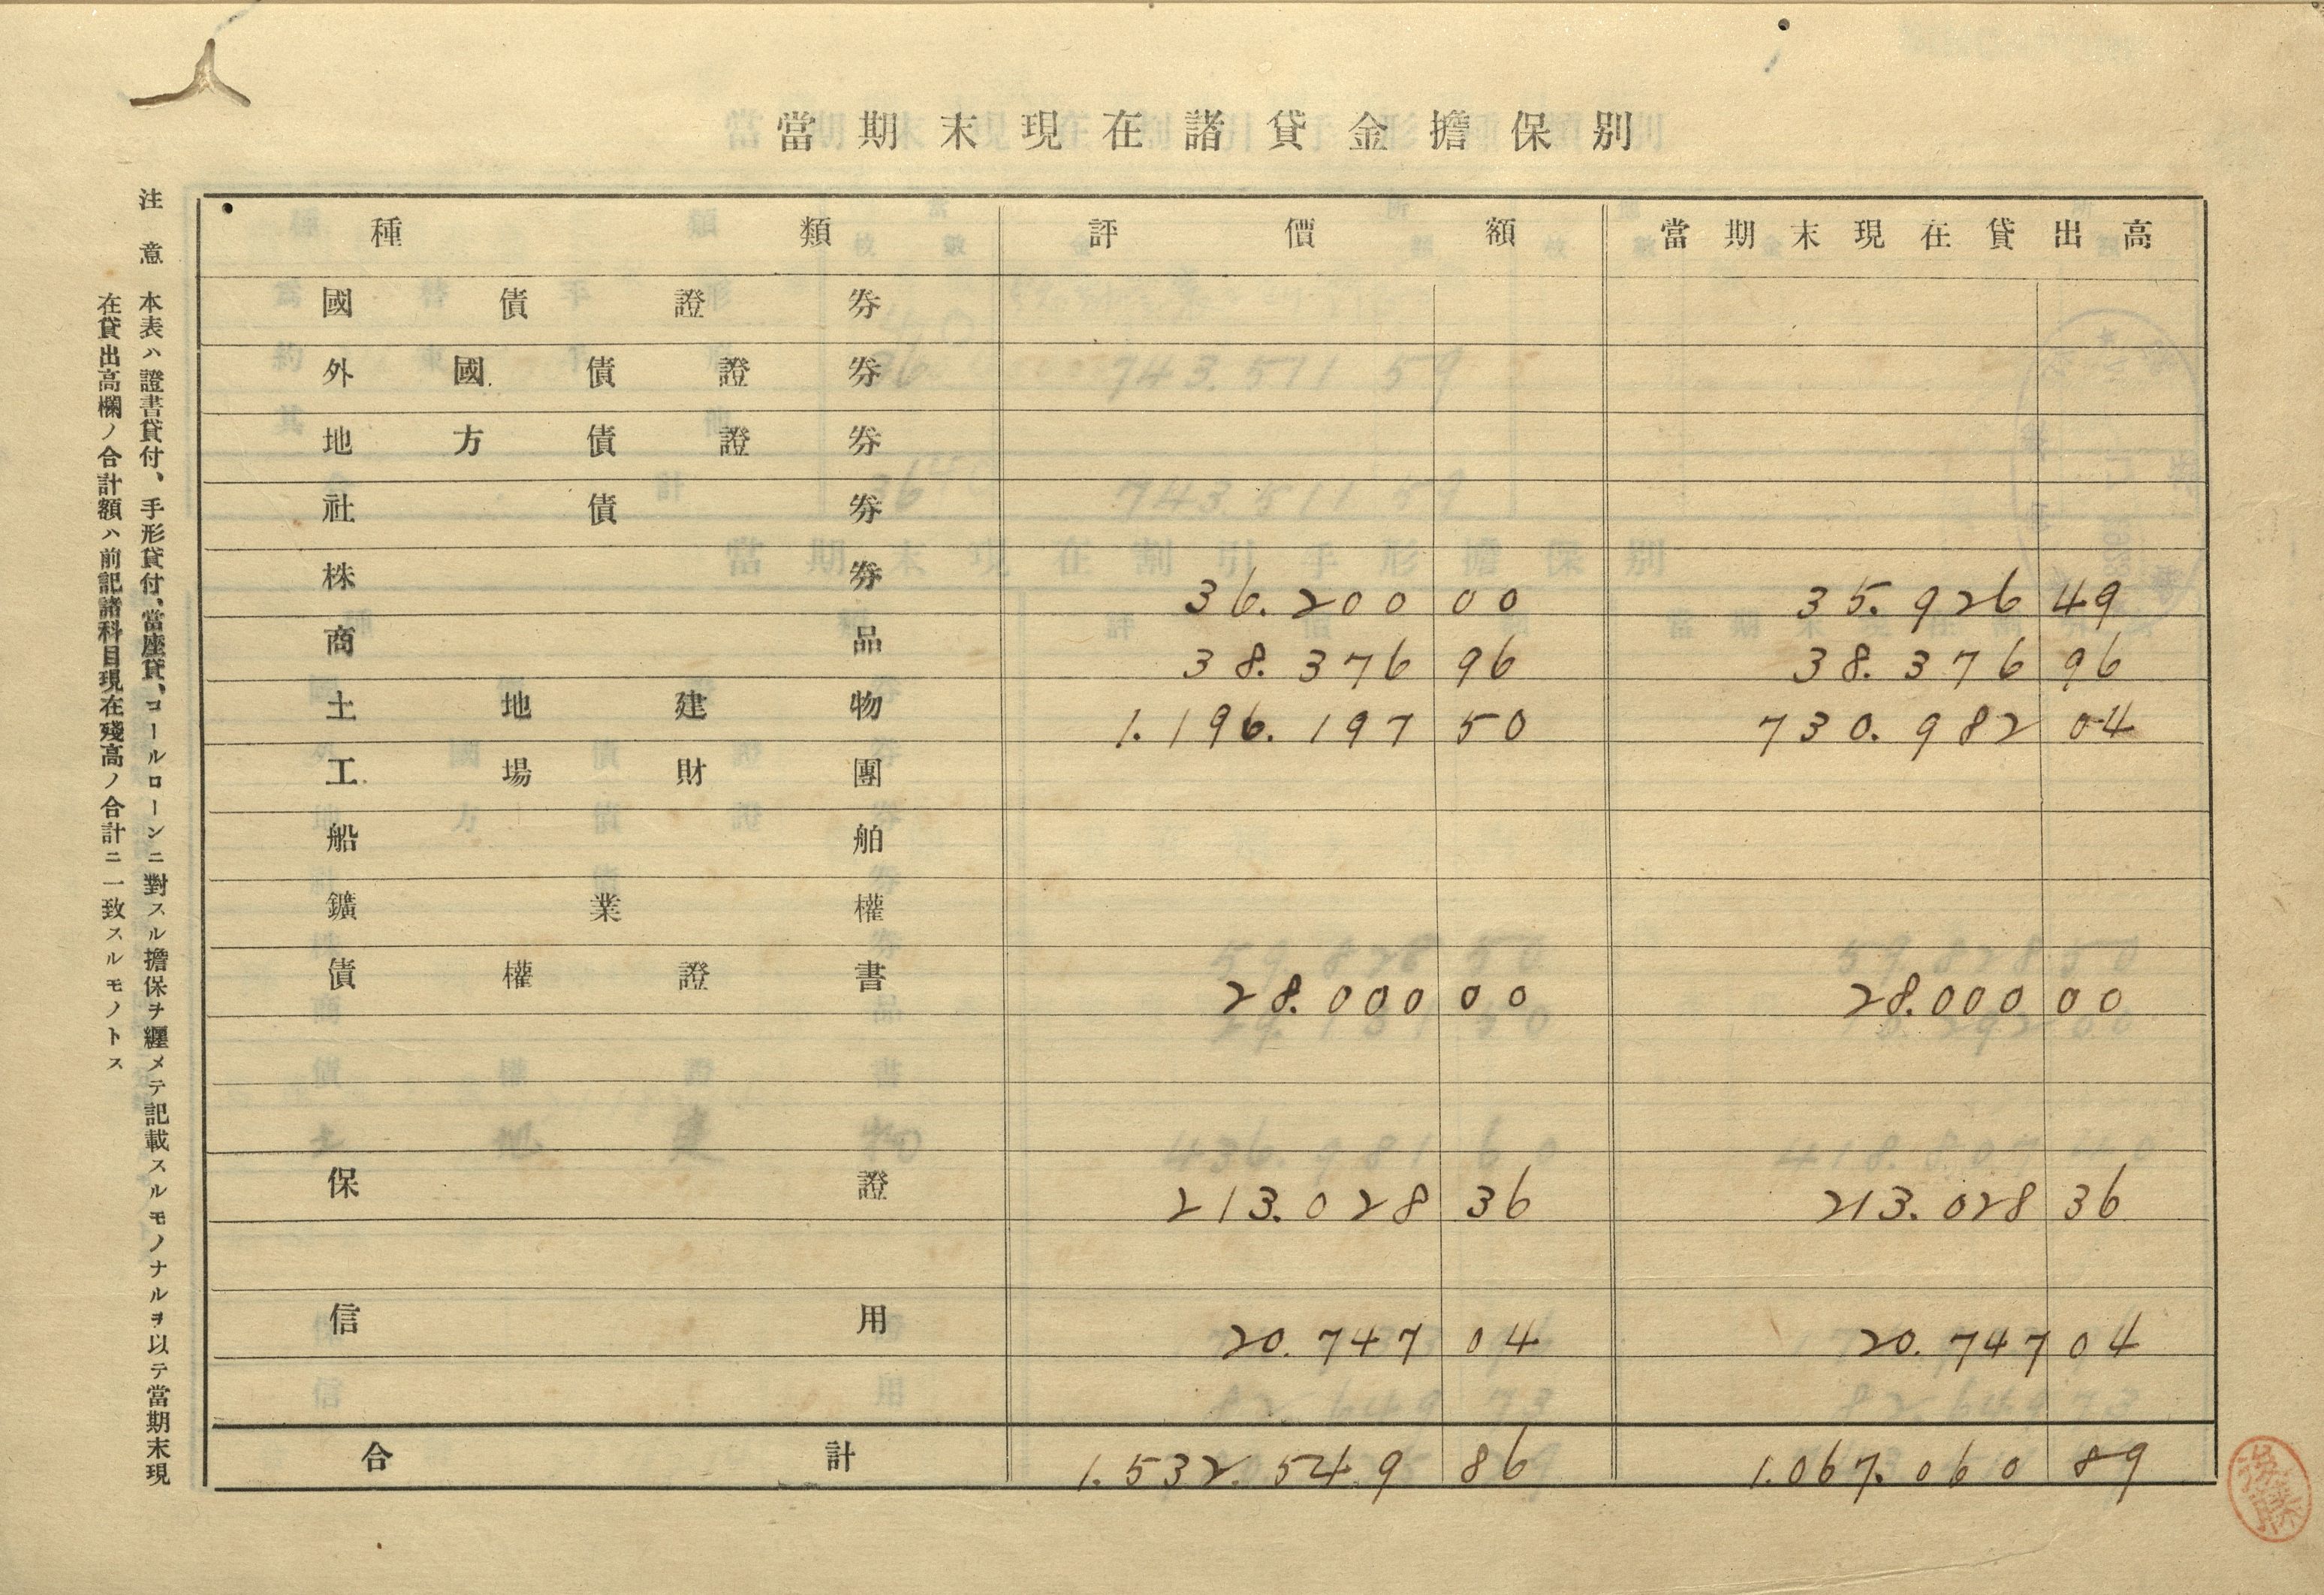 當期末現在諸貸金擔保別
種類 評價額 當期末現在貸出高
國債證券
外國債證券
地方債證券
社債券
株券 36.200 00 35.926 49
商品 38.376 96 38.376 96
土地建物 1.196.197 50 730.982 04
工場財團
船舶
鑛業權
債權證書 28.000 00 28.000 00
保證 213.028 36 213.028 36
信用 20.747 04 20.747 04
合計 1.532.549 86 1.067.060 89
注意 本表ハ證書貸付、手形貸付、當座貸、コールローンニ對スル擔保ヲ纒メテ記載スルモノナルヲ以テ當期末現
在貸出高欄ノ合計額ハ前記諸科目現在殘高ノ合計ニ一致スルモノトス